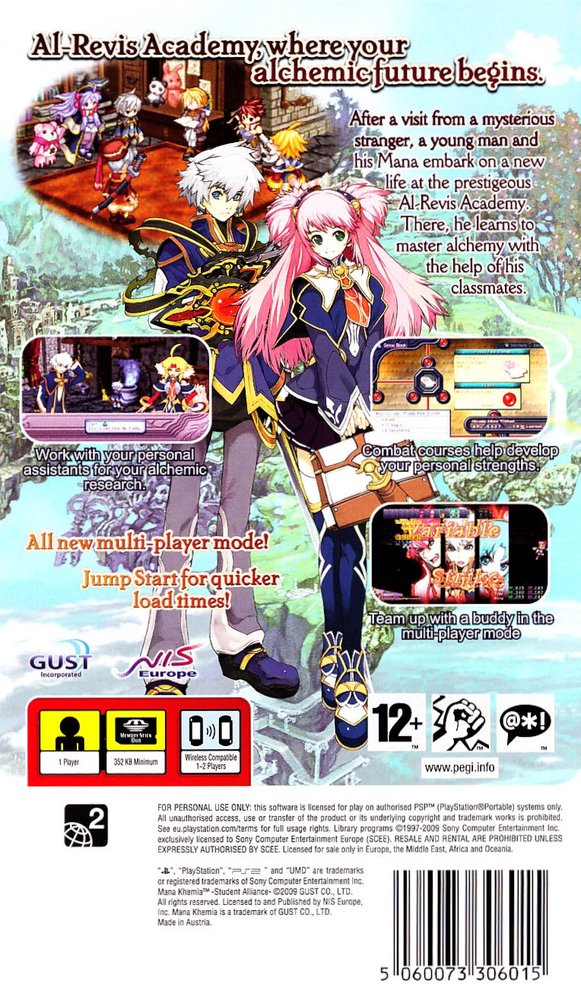 Al-Revis Academy, where your
alchemic future begins.
After a visit from a mysterious
stranger, a young man and
his Mana embark on a new
life at the prestigeous
Al-Revis Academy.
There, he learns to
master alchemy with
the help of his
classmates.
Grow Book
Work with your personal
assistants for your alchemic
research.
Combat courses help develop
your personal strengths.
Variable
Strike
All new multi-player mode!
Jump Start for quicker
load times!
Team up with a buddy in the
multi-player mode
GUST
Incorporated
NIS
Europe
1 Player
MEMORY STICK
DUO
352 KB Minimum
Wireless Compatible
1-2 Players
12+
™
™
@*!
™
www.pegi.info
2
FOR PERSONAL USE ONLY: this software is licensed for play on authorised PSP™ (PlayStation®Portable) systems only.
All unauthorised access, use or transfer of the product or its underlying copyright and trademark works is prohibited.
See eu.playstation.com/terms for full usage rights. Library programs ©1997-2009 Sony Computer Entertainment Inc.
exclusively licensed to Sony Computer Entertainment Europe (SCEE). RESALE AND RENTAL ARE PROHIBITED UNLESS
EXPRESSLY AUTHORISED BY SCEE. Licensed for sale only in Europe, the Middle East, Africa and Oceania.
" ", "PlayStation", "PSP" and "UMD" are trademarks
or registered trademarks of Sony Computer Entertainment Inc.
Mana Khemia™ -Student Alliance- ©2009 GUST CO., LTD.
All rights reserved. Licensed to and Published by NIS Europe,
Inc. Mana Khemia is a trademark of GUST CO., LTD.
Made in Austria.
5 060073 306015